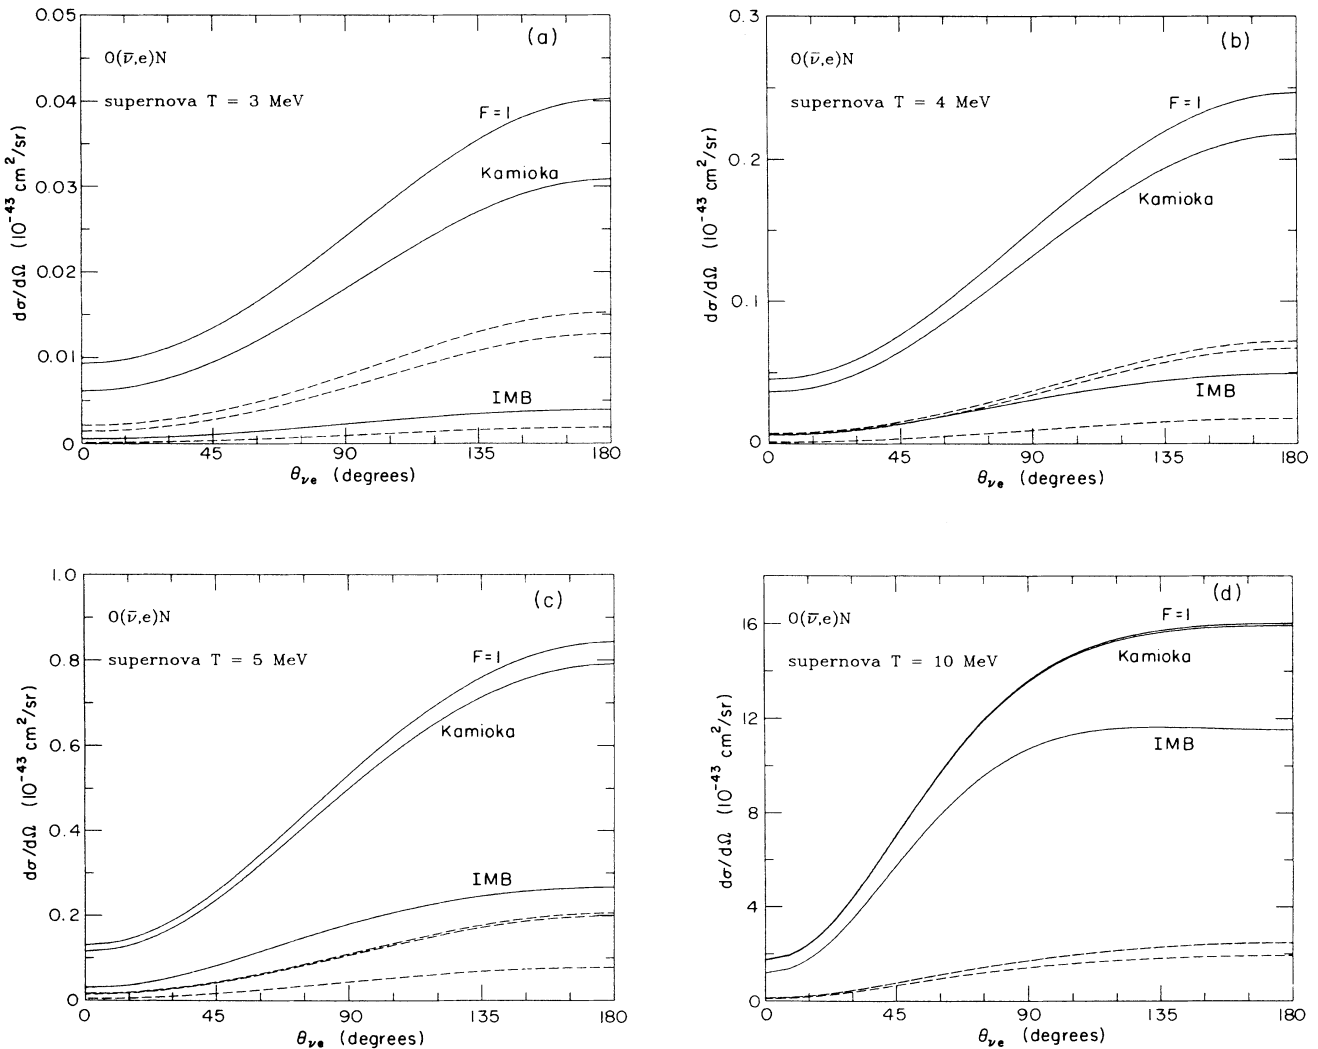 (a)
O(ν̄,e)N
supernova T = 3 MeV
F=1
Kamioka
IMB
0.05
0.04
0.03
0.02
0.01
0
dσ/dΩ (10⁻⁴³ cm²/sr)
0 45 90 135 180
θνe (degrees)
(b)
O(ν̄,e)N
supernova T = 4 MeV
F=1
Kamioka
IMB
0.3
0.2
0.1
0
dσ/dΩ (10⁻⁴³ cm²/sr)
0 45 90 135 180
θνe (degrees)
(c)
O(ν̄,e)N
supernova T = 5 MeV
F=1
Kamioka
IMB
1.0
0.8
0.6
0.4
0.2
0
dσ/dΩ (10⁻⁴³ cm²/sr)
0 45 90 135 180
θνe (degrees)
(d)
O(ν̄,e)N
supernova T = 10 MeV
F=1
Kamioka
IMB
16
12
8
4
0
dσ/dΩ (10⁻⁴³ cm²/sr)
0 45 90 135 180
θνe (degrees)